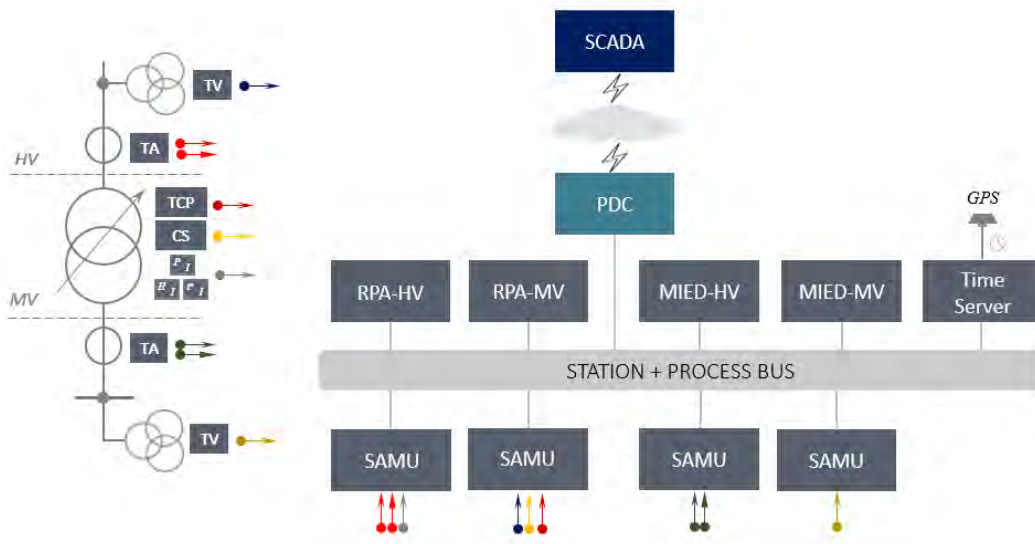 SCADA
TV
TA
HV
TCP
PDC
CS
GPS
P I
RPA-HV
RPA-MV
MIED-HV
MIED-MV
Time
Server
MV
TA
STATION + PROCESS BUS
TV
SAMU
SAMU
SAMU
SAMU